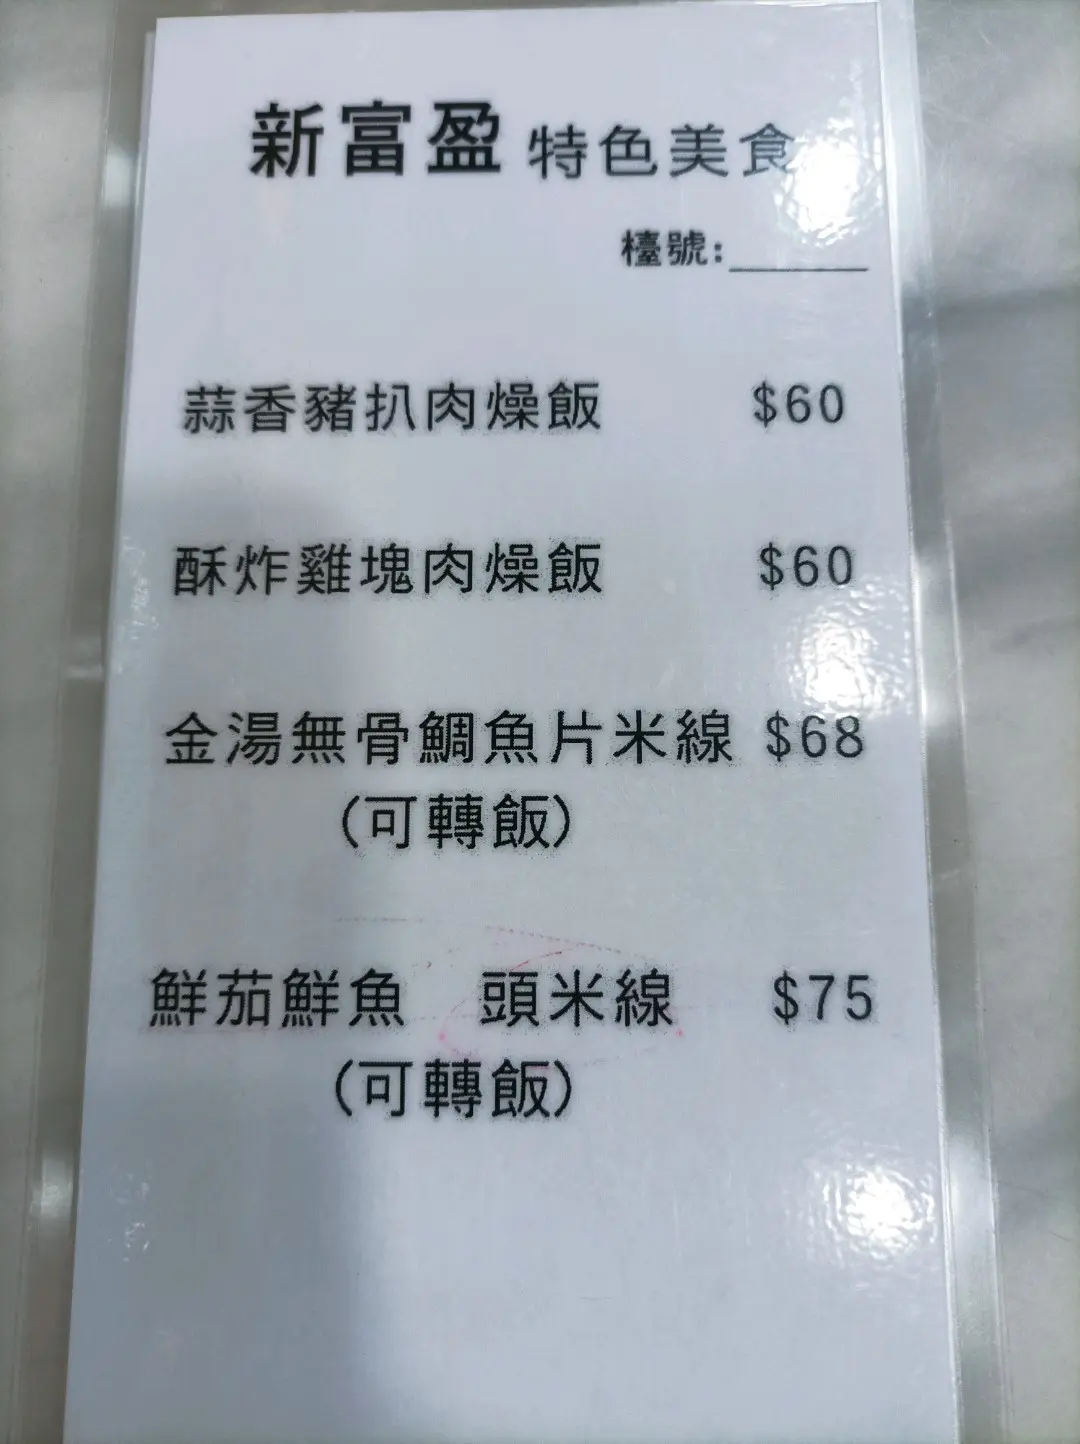 新富盈 特色美食
檯號:______
蒜香豬扒肉燥飯 $60
酥炸雞塊肉燥飯 $60
金湯無骨鯛魚片米線 $68
(可轉飯)
鮮茄鮮魚 頭米線 $75
(可轉飯)